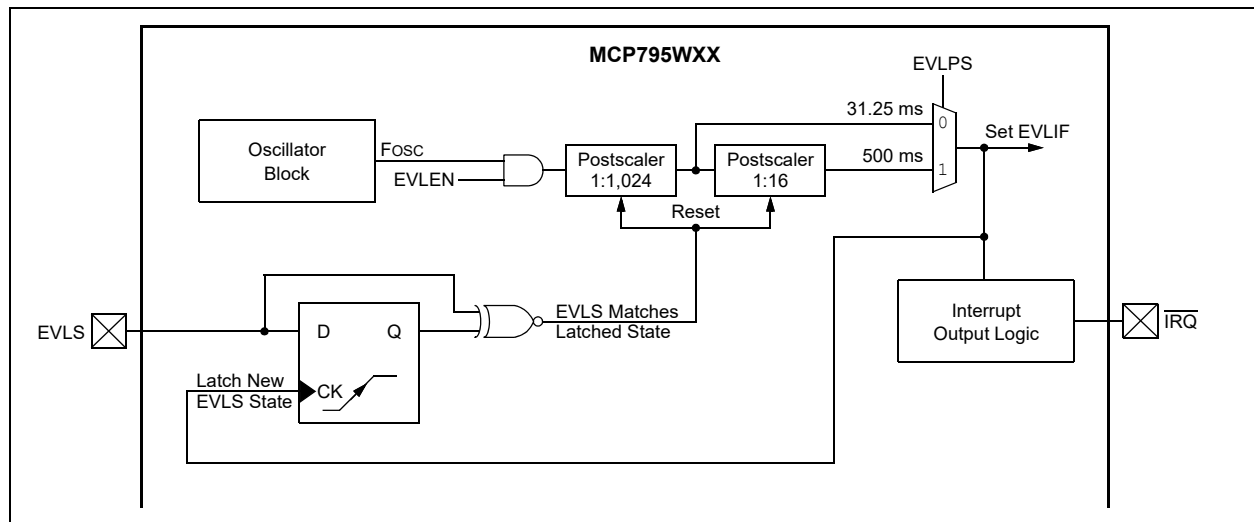 MCP795WXX
EVLPS
31.25 ms
0
Set EVLIF
Oscillator
Block
FOSC
EVLEN
Postscaler
1:1,024
Postscaler
1:16
500 ms
1
Reset
EVLS
D Q
EVLS Matches
Latched State
Interrupt
Output Logic
IRQ
Latch New
EVLS State
CK